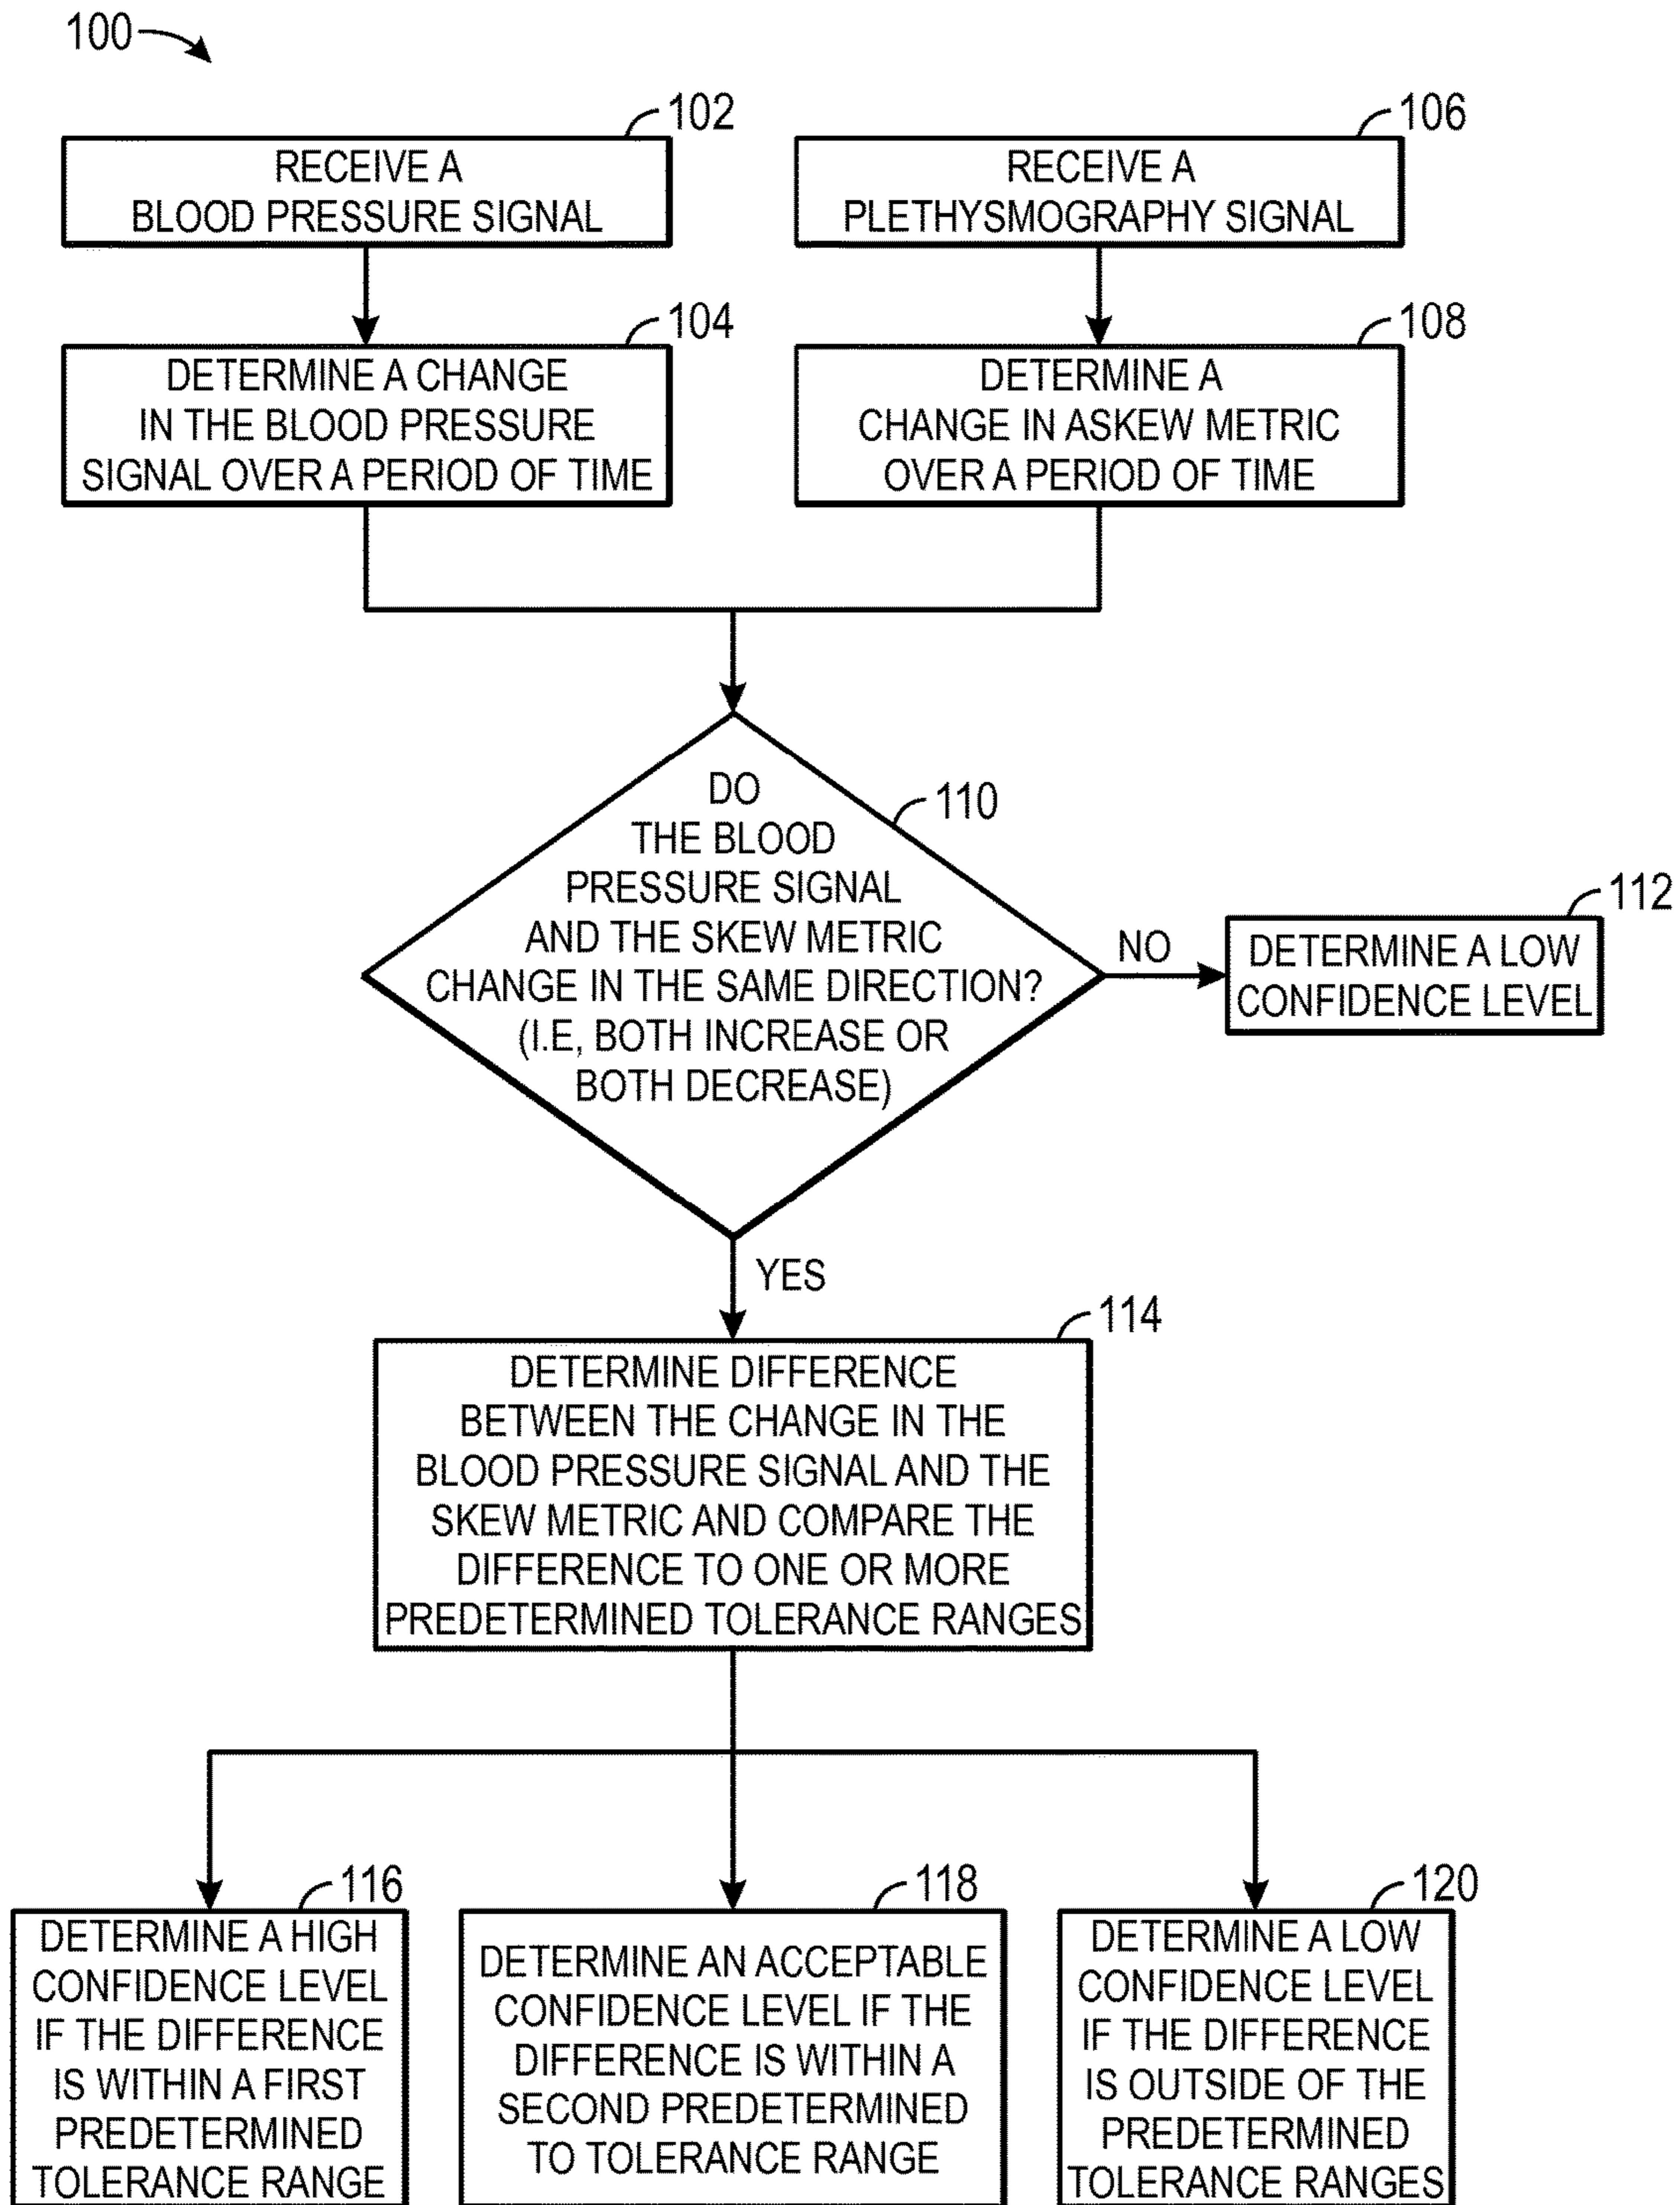 100
102
RECEIVE A
BLOOD PRESSURE SIGNAL
106
RECEIVE A
PLETHYSMOGRAPHY SIGNAL
104
DETERMINE A CHANGE
IN THE BLOOD PRESSURE
SIGNAL OVER A PERIOD OF TIME
108
DETERMINE A
CHANGE IN ASKEW METRIC
OVER A PERIOD OF TIME
110
DO
THE BLOOD
PRESSURE SIGNAL
AND THE SKEW METRIC
CHANGE IN THE SAME DIRECTION?
(I.E, BOTH INCREASE OR
BOTH DECREASE)
NO
112
DETERMINE A LOW
CONFIDENCE LEVEL
YES
114
DETERMINE DIFFERENCE
BETWEEN THE CHANGE IN THE
BLOOD PRESSURE SIGNAL AND THE
SKEW METRIC AND COMPARE THE
DIFFERENCE TO ONE OR MORE
PREDETERMINED TOLERANCE RANGES
116
DETERMINE A HIGH
CONFIDENCE LEVEL
IF THE DIFFERENCE
IS WITHIN A FIRST
PREDETERMINED
TOLERANCE RANGE
118
DETERMINE AN ACCEPTABLE
CONFIDENCE LEVEL IF THE
DIFFERENCE IS WITHIN A
SECOND PREDETERMINED
TO TOLERANCE RANGE
120
DETERMINE A LOW
CONFIDENCE LEVEL
IF THE DIFFERENCE
IS OUTSIDE OF THE
PREDETERMINED
TOLERANCE RANGES